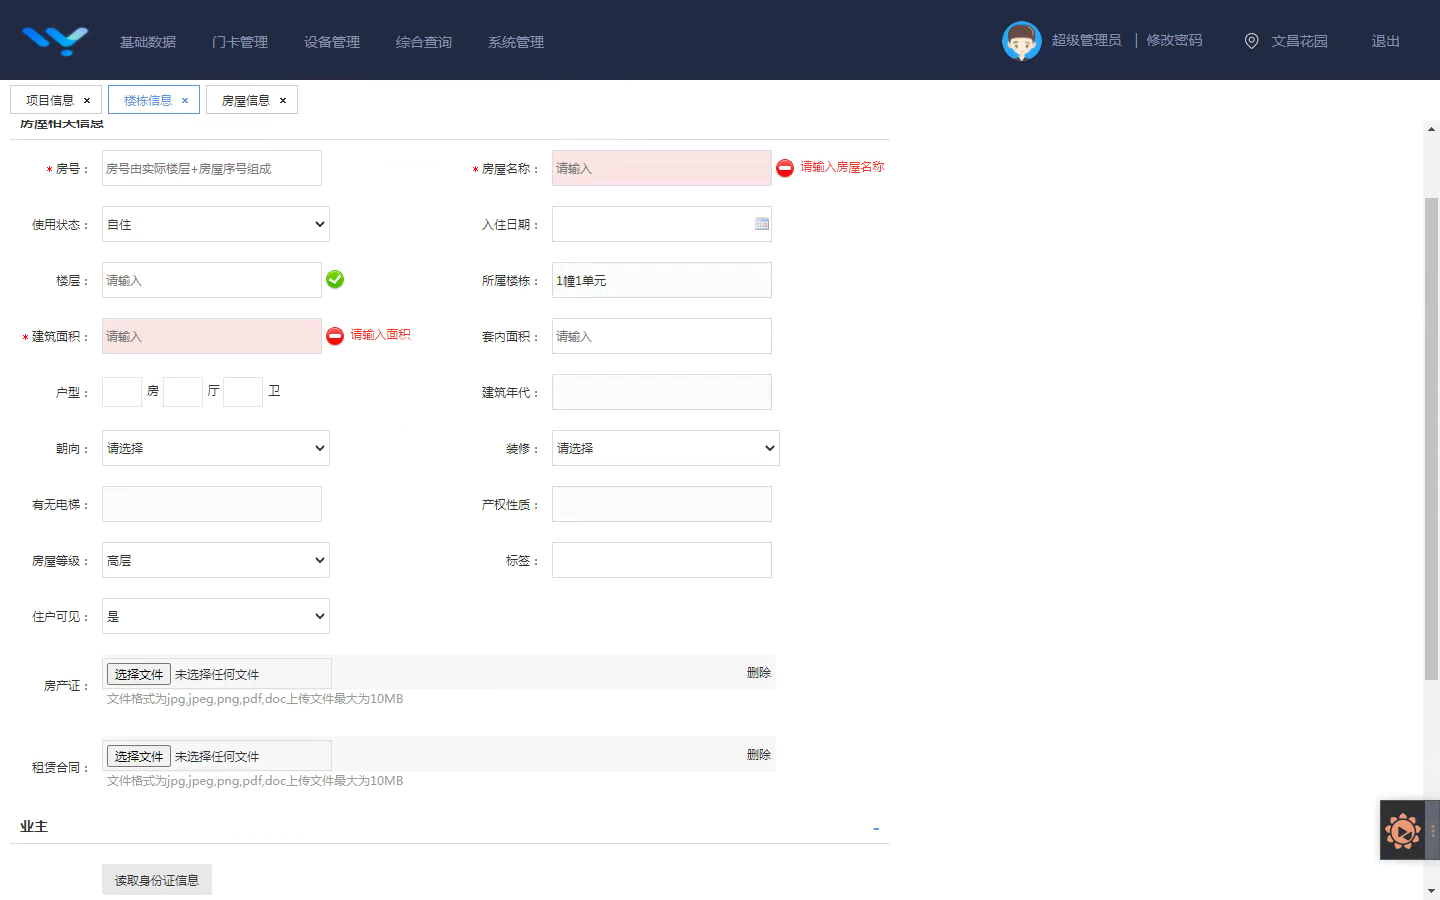 基础数据 门卡管理 设备管理 综合查询 系统管理 超级管理员 | 修改密码 文昌花园 退出
项目信息 × 楼栋信息 × 房屋信息 ×
房屋相关信息
* 房号： 房号由实际楼层+房屋序号组成 * 房屋名称： 请输入 请输入房屋名称
使用状态： 自住 入住日期：
楼层： 请输入 所属楼栋： 1幢1单元
* 建筑面积： 请输入 请输入面积 套内面积： 请输入
户型： 房 厅 卫 建筑年代：
朝向： 请选择 装修： 请选择
有无电梯： 产权性质：
房屋等级： 高层 标签：
住户可见： 是
房产证： 选择文件 未选择任何文件 删除
文件格式为jpg,jpeg,png,pdf,doc上传文件最大为10MB
租赁合同： 选择文件 未选择任何文件 删除
文件格式为jpg,jpeg,png,pdf,doc上传文件最大为10MB
业主 -
读取身份证信息